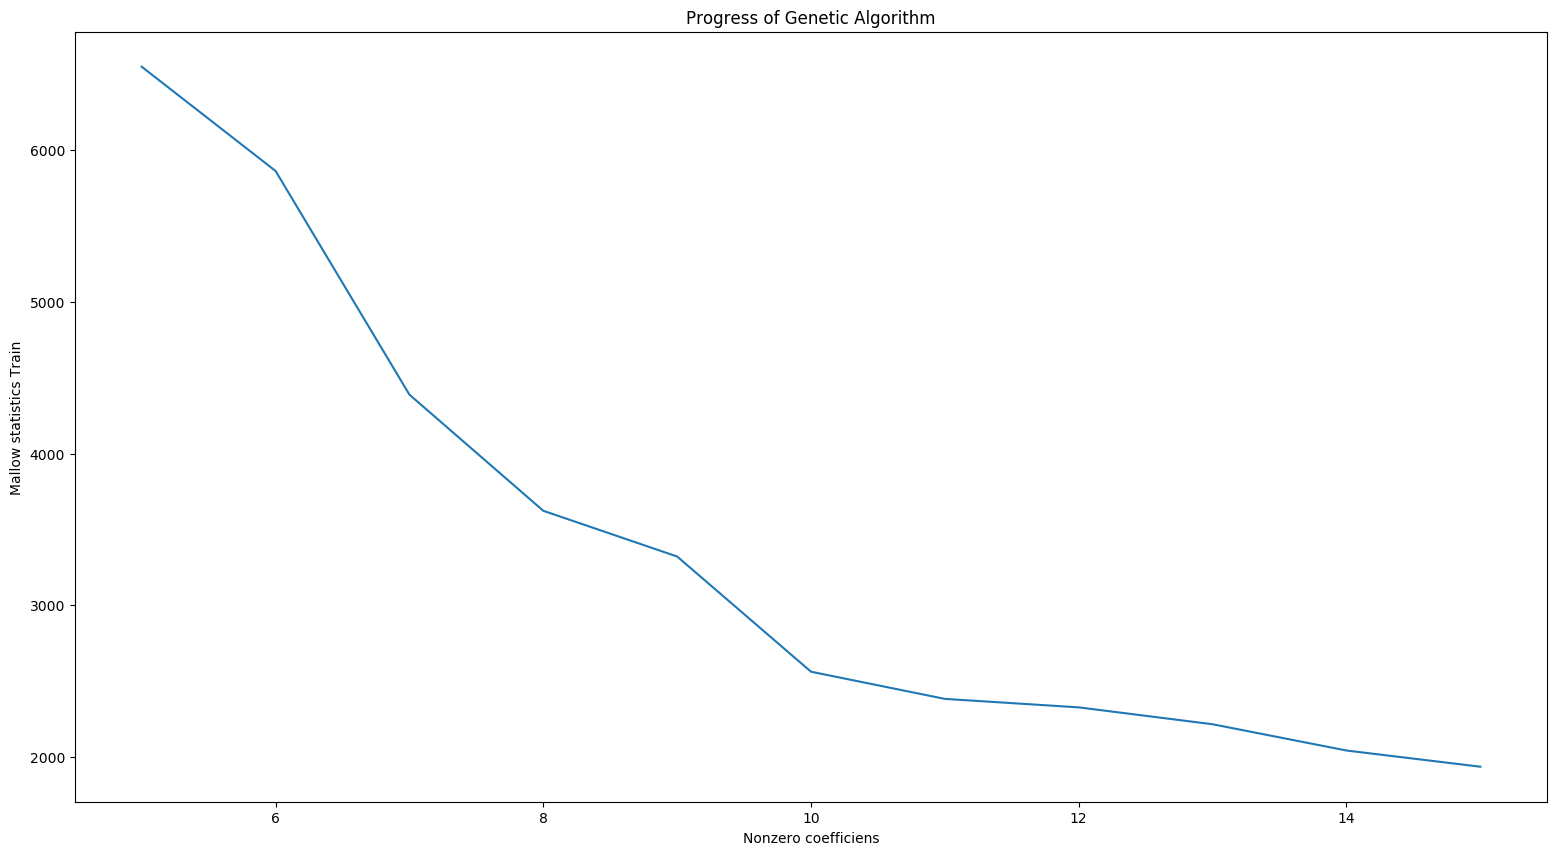 Progress of Genetic Algorithm
6000
5000
4000
3000
2000
Mallow statistics Train
6 8 10 12 14
Nonzero coefficiens